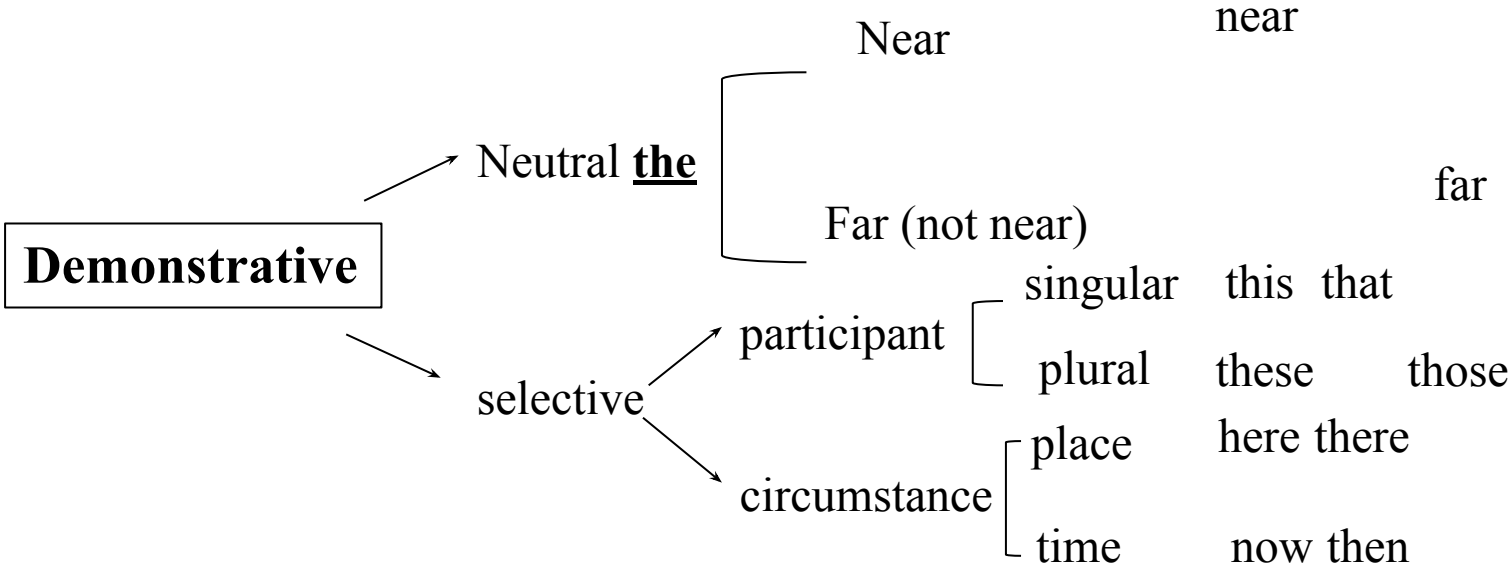 near
Near
Neutral the
far
Far (not near)
Demonstrative
singular this that
participant
plural these those
selective
place here there
circumstance
time now then